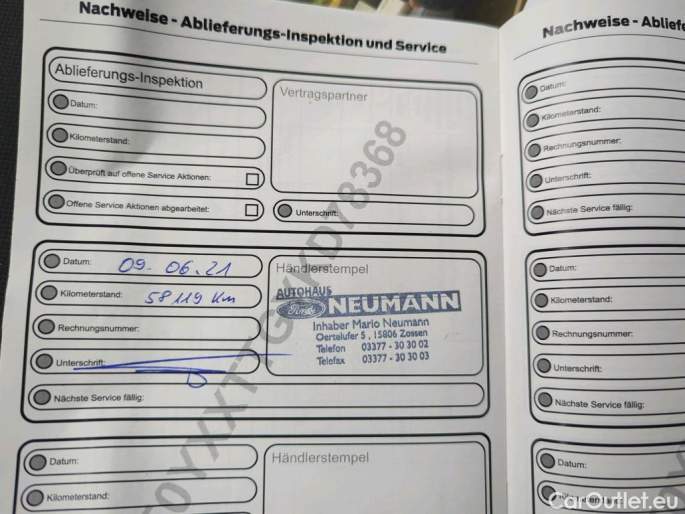 Nachweise - Ablieferungs-Inspektion und Service
Ablieferungs-Inspektion
Datum:
Kilometerstand:
Überprüft auf offene Service Aktionen:
Offene Service Aktionen abgearbeitet:
Vertragspartner
Unterschrift:
Datum: 09.06.21
Kilometerstand: 58119 Km
Rechnungsnummer:
Unterschrift:
Nächste Service fällig:
Händlerstempel
AUTOHAUS
Ford NEUMANN
Inhaber Mario Neumann
Oertelufer 5, 15806 Zossen
Telefon 03377 - 30 30 02
Telefax 03377 - 30 30 03
Datum:
Kilometerstand:
Händlerstempel
Nachweise - Abliefe
Datum:
Kilometerstand:
Rechnungsnummer:
Unterschrift:
Nächste Service fällig:
Datum:
Kilometerstand:
Rechnungsnummer:
Unterschrift:
Nächste Service fällig:
Datum:
Kilometerstand:
CarOutlet.eu